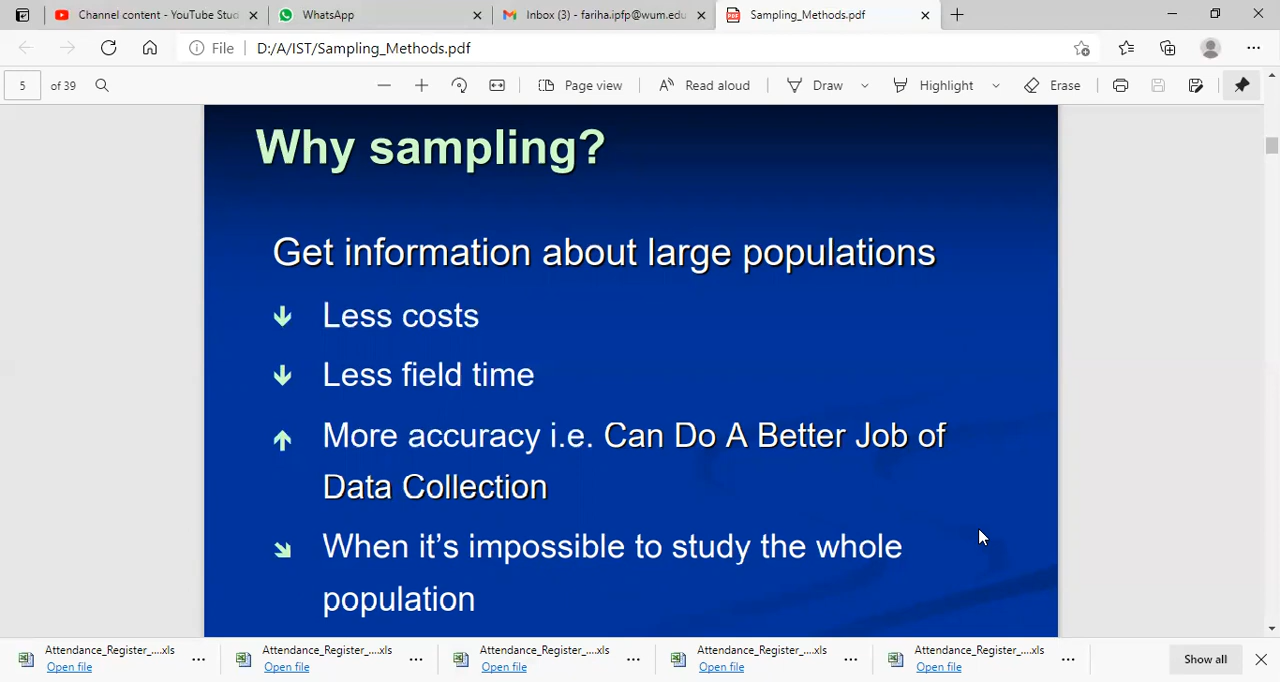 Channel content - YouTube Stud
WhatsApp
Inbox (3) - fariha.ipfp@wum.edu
Sampling_Methods.pdf
File
D:/A/IST/Sampling_Methods.pdf
5 of 39
Page view
Read aloud
Draw
Highlight
Erase
Why sampling?
Get information about large populations
Less costs
Less field time
More accuracy i.e. Can Do A Better Job of
Data Collection
When it’s impossible to study the whole
population
Attendance_Register_....xls
Open file
Attendance_Register_....xls
Open file
Attendance_Register_....xls
Open file
Attendance_Register_....xls
Open file
Attendance_Register_....xls
Open file
Show all